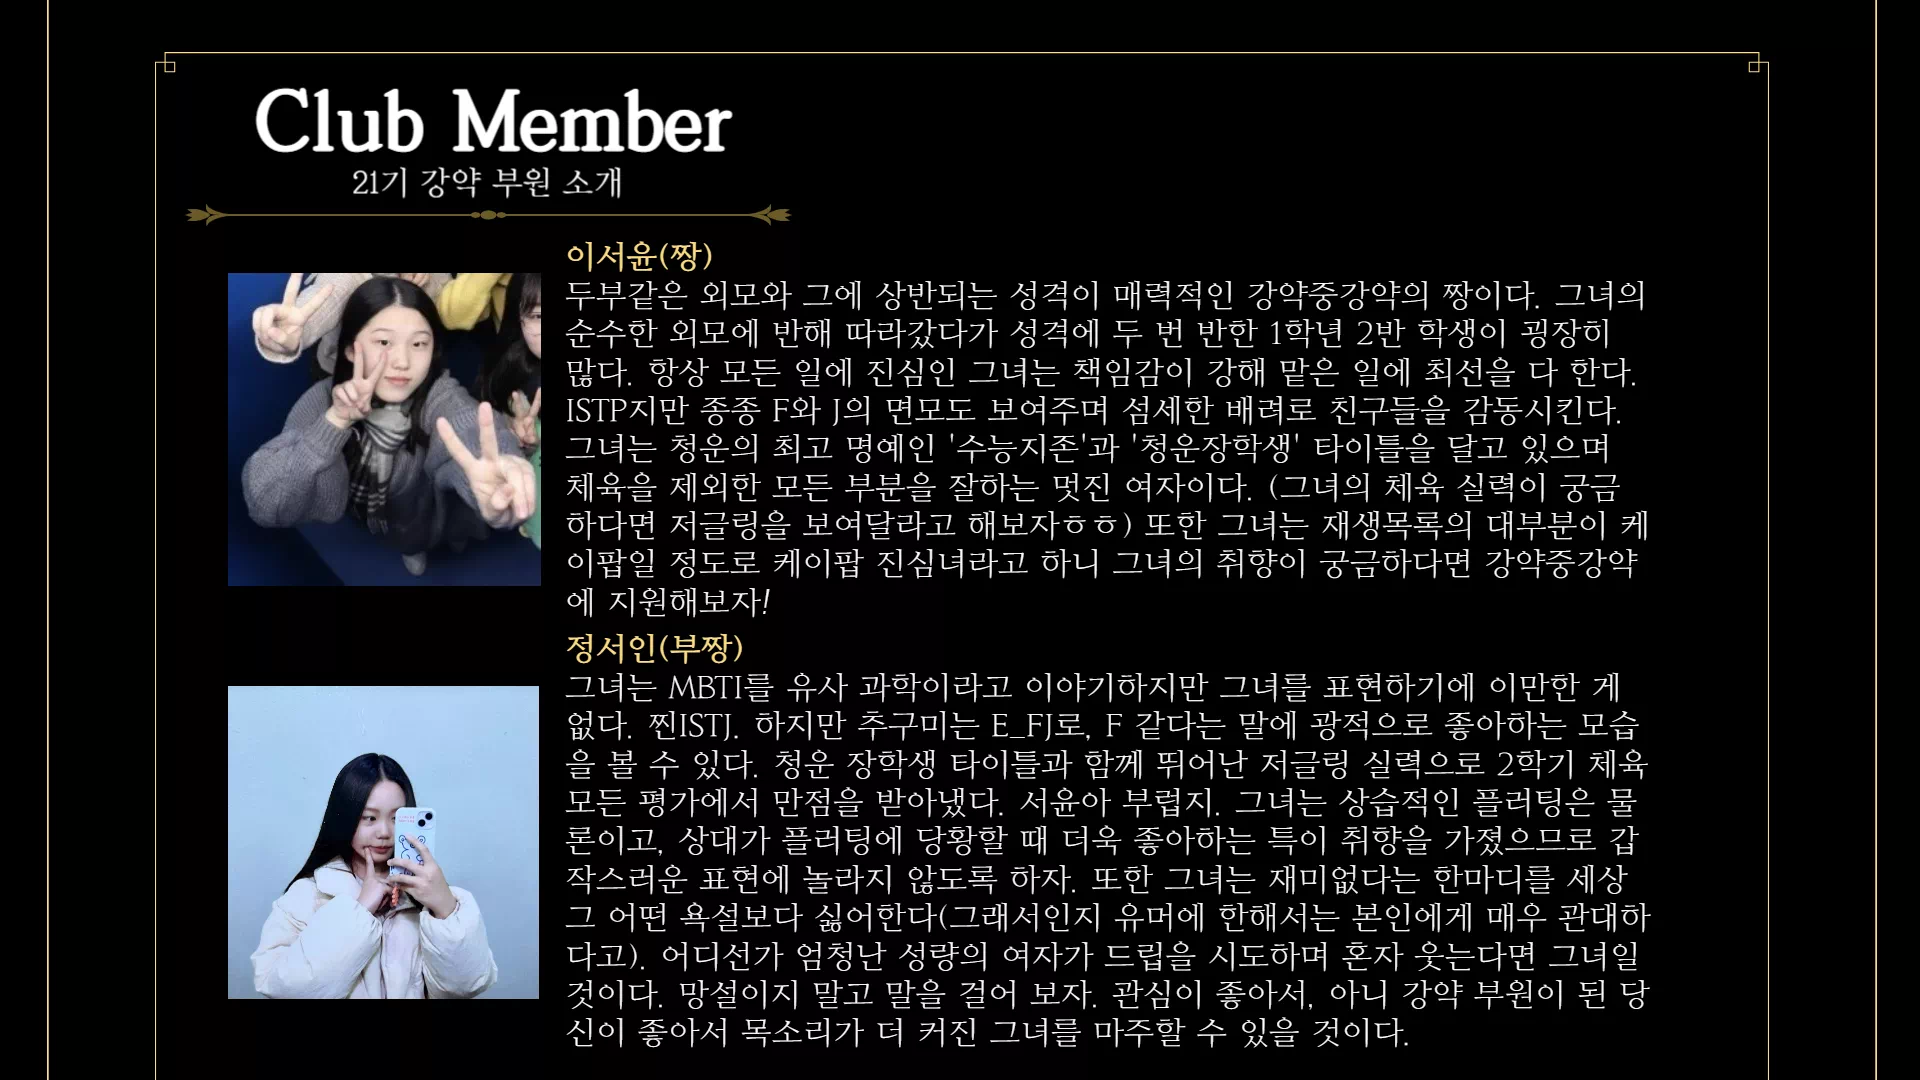 Club Member
21기 강약 부원 소개
이서윤(짱)
두부같은 외모와 그에 상반되는 성격이 매력적인 강약중강약의 짱이다. 그녀의
순수한 외모에 반해 따라갔다가 성격에 두 번 반한 1학년 2반 학생이 굉장히
많다. 항상 모든 일에 진심인 그녀는 책임감이 강해 맡은 일에 최선을 다 한다.
ISTP지만 종종 F와 J의 면모도 보여주며 섬세한 배려로 친구들을 감동시킨다.
그녀는 청운의 최고 명예인 '수능지존'과 '청운장학생' 타이틀을 달고 있으며
체육을 제외한 모든 부분을 잘하는 멋진 여자이다. (그녀의 체육 실력이 궁금
하다면 저글링을 보여달라고 해보자ㅎㅎ) 또한 그녀는 재생목록의 대부분이 케
이팝일 정도로 케이팝 진심녀라고 하니 그녀의 취향이 궁금하다면 강약중강약
에 지원해보자!
정서인(부짱)
그녀는 MBTI를 유사 과학이라고 이야기하지만 그녀를 표현하기에 이만한 게
없다. 찐ISTJ. 하지만 추구미는 E_FJ로, F 같다는 말에 광적으로 좋아하는 모습
을 볼 수 있다. 청운 장학생 타이틀과 함께 뛰어난 저글링 실력으로 2학기 체육
모든 평가에서 만점을 받아냈다. 서윤아 부럽지. 그녀는 상습적인 플러팅은 물
론이고, 상대가 플러팅에 당황할 때 더욱 좋아하는 특이 취향을 가졌으므로 갑
작스러운 표현에 놀라지 않도록 하자. 또한 그녀는 재미없다는 한마디를 세상
그 어떤 욕설보다 싫어한다(그래서인지 유머에 한해서는 본인에게 매우 관대하
다고). 어디선가 엄청난 성량의 여자가 드립을 시도하며 혼자 웃는다면 그녀일
것이다. 망설이지 말고 말을 걸어 보자. 관심이 좋아서, 아니 강약 부원이 된 당
신이 좋아서 목소리가 더 커진 그녀를 마주할 수 있을 것이다.